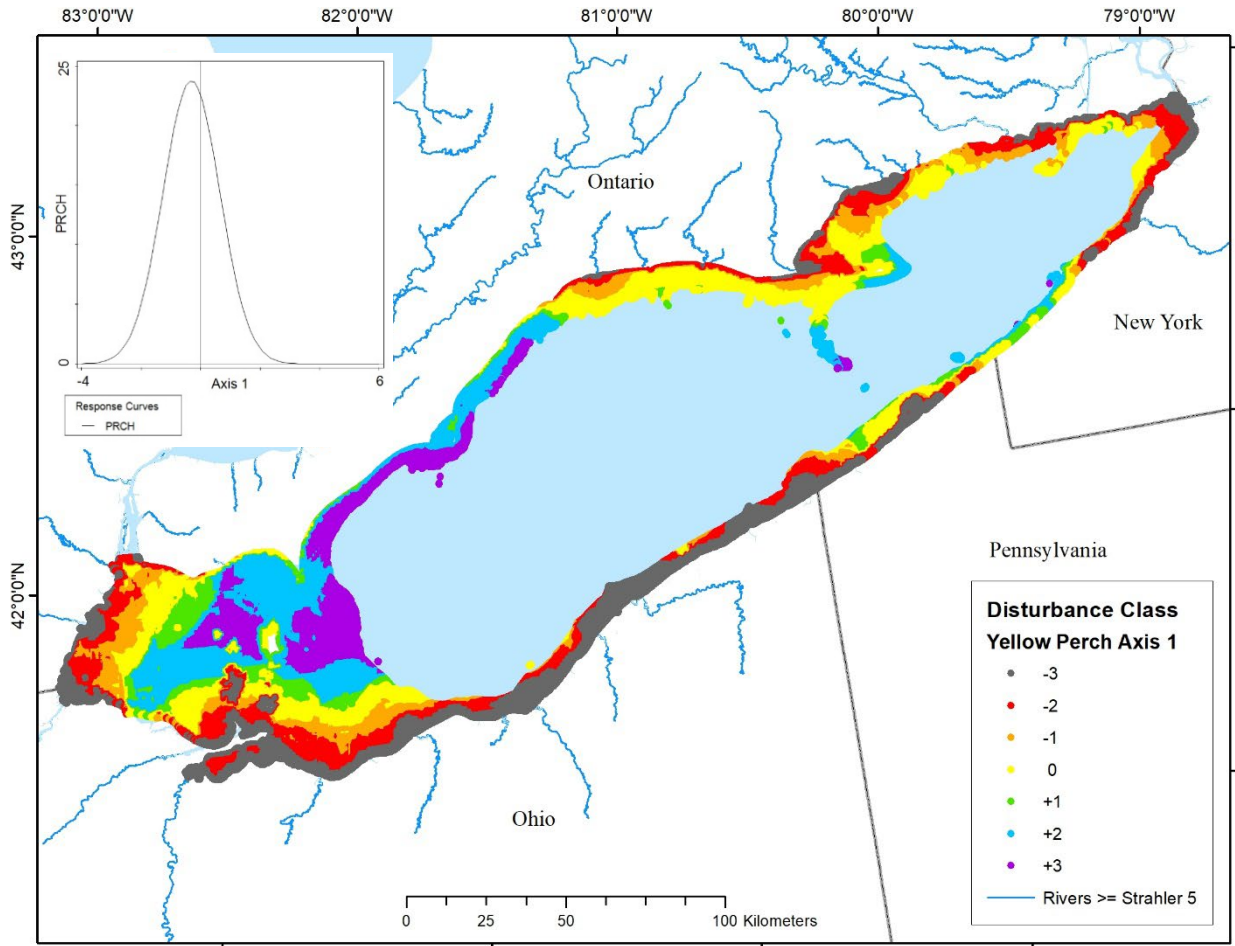 83°0'0"W 82°0'0"W 81°0'0"W 80°0'0"W 79°0'0"W
25
PRCH
0
-4 Axis 1 6
Response Curves
PRCH
Ontario
43°0'0"N
New York
Pennsylvania
42°0'0"N
Ohio
Disturbance Class
Yellow Perch Axis 1
-3
-2
-1
0
+1
+2
+3
Rivers >= Strahler 5
0 25 50 100 Kilometers